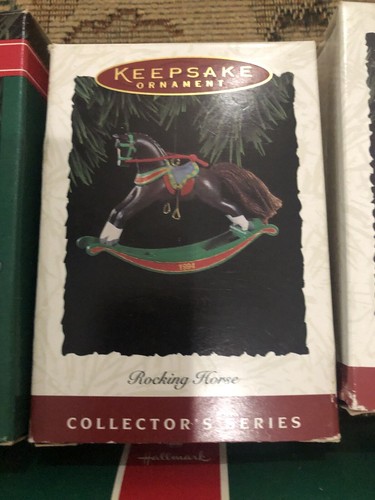 KEEPSAKE
ORNAMENT
1994
Rocking Horse
COLLECTOR'S SERIES
Hallmark